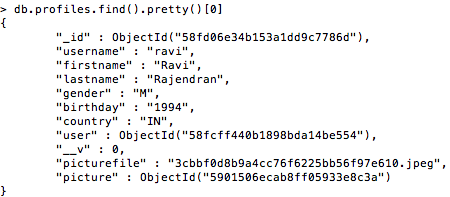 > db.profiles.find().pretty()[0]
{
"_id" : ObjectId("58fd06e34b153a1dd9c7786d"),
"username" : "ravi",
"firstname" : "Ravi",
"lastname" : "Rajendran",
"gender" : "M",
"birthday" : "1994",
"country" : "IN",
"user" : ObjectId("58fcff440b1898bda14be554"),
"__v" : 0,
"picturefile" : "3cbbf0d8b9a4cc76f6225bb56f97e610.jpeg",
"picture" : ObjectId("5901506ecab8ff05933e8c3a")
}